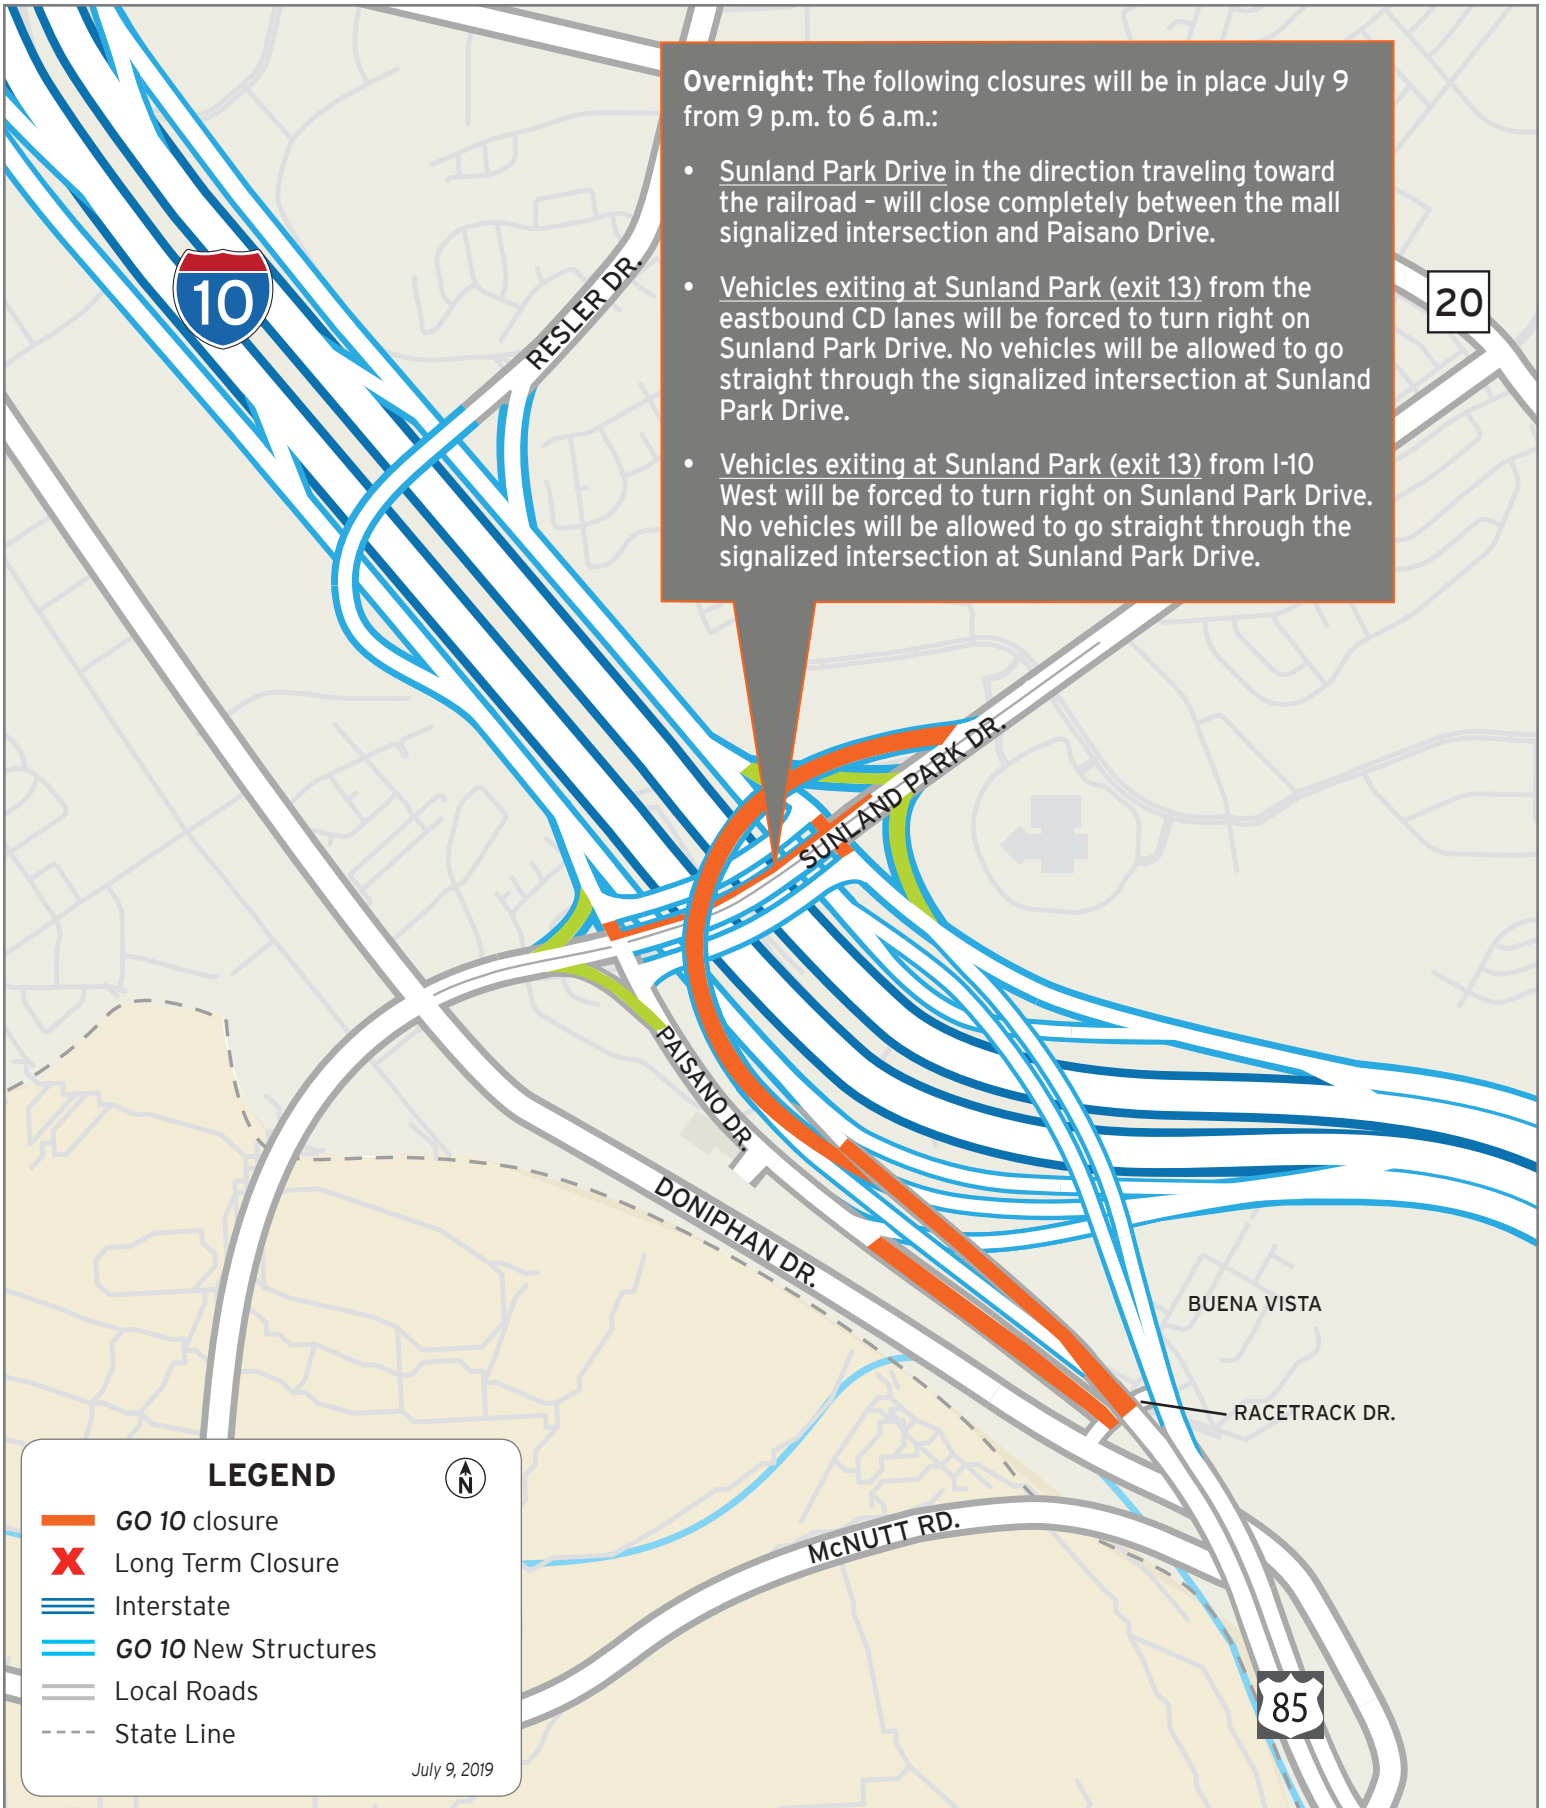 Overnight: The following closures will be in place July 9
from 9 p.m. to 6 a.m.:
• Sunland Park Drive in the direction traveling toward
the railroad – will close completely between the mall
signalized intersection and Paisano Drive.
• Vehicles exiting at Sunland Park (exit 13) from the
eastbound CD lanes will be forced to turn right on
Sunland Park Drive. No vehicles will be allowed to go
straight through the signalized intersection at Sunland
Park Drive.
• Vehicles exiting at Sunland Park (exit 13) from I-10
West will be forced to turn right on Sunland Park Drive.
No vehicles will be allowed to go straight through the
signalized intersection at Sunland Park Drive.
10
RESLER DR.
20
SUNLAND PARK DR.
PAISANO DR.
DONIPHAN DR.
BUENA VISTA
RACETRACK DR.
McNUTT RD.
85
LEGEND
N
GO 10 closure
X Long Term Closure
Interstate
GO 10 New Structures
Local Roads
State Line
July 9, 2019